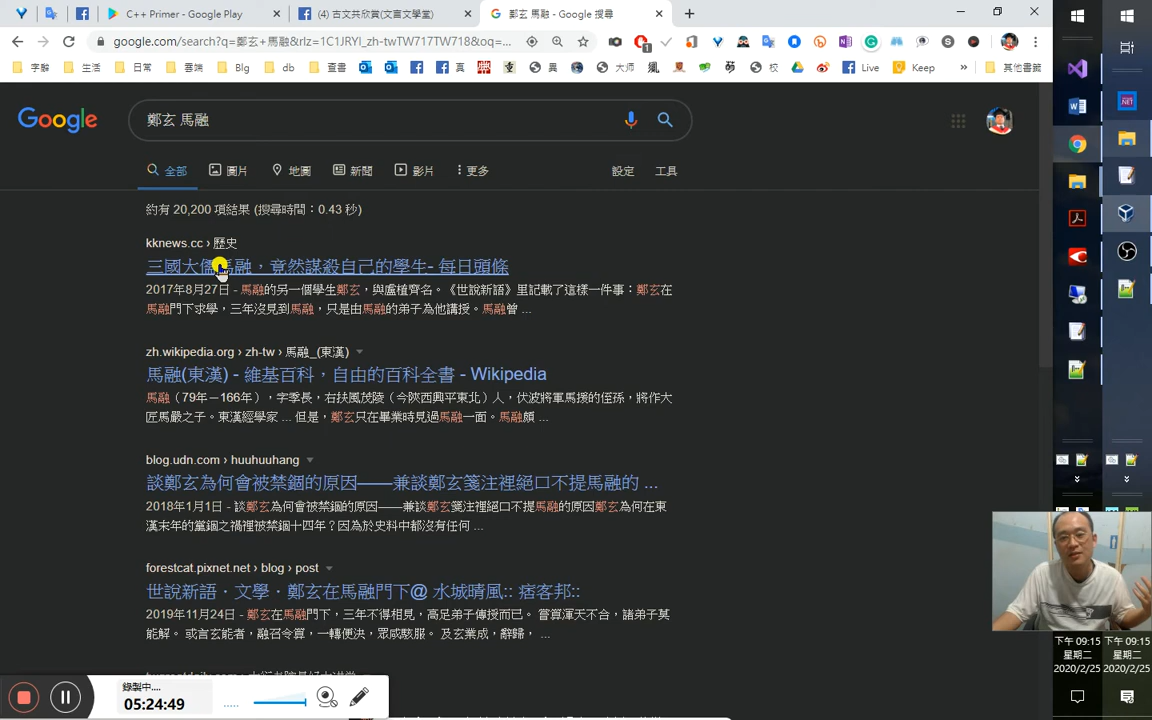 C++ Primer - Google Play
(4) 古文共欣賞(文言文學堂)
鄭玄 馬融 - Google 搜尋
google.com/search?q=鄭玄+馬融&rlz=1C1JRYI_zh-twTW717TW718&oq=...
字辭
生活
日常
雲端
Blg
db
查書
真
異
大师
校
Live
Keep
其他書籤
Google
鄭玄 馬融
全部
圖片
地圖
新聞
影片
更多
設定
工具
約有 20,200 項結果 (搜尋時間：0.43 秒)
kknews.cc › 歷史
三國大儒馬融，竟然謀殺自己的學生- 每日頭條
2017年8月27日 - 馬融的另一個學生鄭玄，與盧植齊名。《世說新語》里記載了這樣一件事：鄭玄在
馬融門下求學，三年沒見到馬融，只是由馬融的弟子為他講授。馬融曾 ...
zh.wikipedia.org › zh-tw › 馬融_(東漢)
馬融(東漢) - 維基百科，自由的百科全書 - Wikipedia
馬融（79年－166年），字季長，右扶風茂陵（今陝西興平東北）人，伏波將軍馬援的侄孫，將作大
匠馬嚴之子。東漢經學家 ... 但是，鄭玄只在畢業時見過馬融一面。馬融頗 ...
blog.udn.com › huuhuuhang
談鄭玄為何會被禁錮的原因——兼談鄭玄箋注裡絕口不提馬融的 ...
2018年1月1日 - 談鄭玄為何會被禁錮的原因——兼談鄭玄箋注裡絕口不提馬融的原因鄭玄為何在東
漢末年的黨錮之禍裡被禁錮十四年？因為於史料中都沒有任何 ...
forestcat.pixnet.net › blog › post
世說新語．文學．鄭玄在馬融門下@ 水城晴風:: 痞客邦::
2019年11月24日 - 鄭玄在馬融門下，三年不得相見，高足弟子傳授而已。 嘗算渾天不合，諸弟子莫
能解。 或言玄能者，融召令算，一轉便決，眾咸駭服。 及玄業成，辭歸， ...
錄製中....
05:24:49
下午 09:15
星期二
2020/2/25
下午 09:15
星期二
2020/2/25